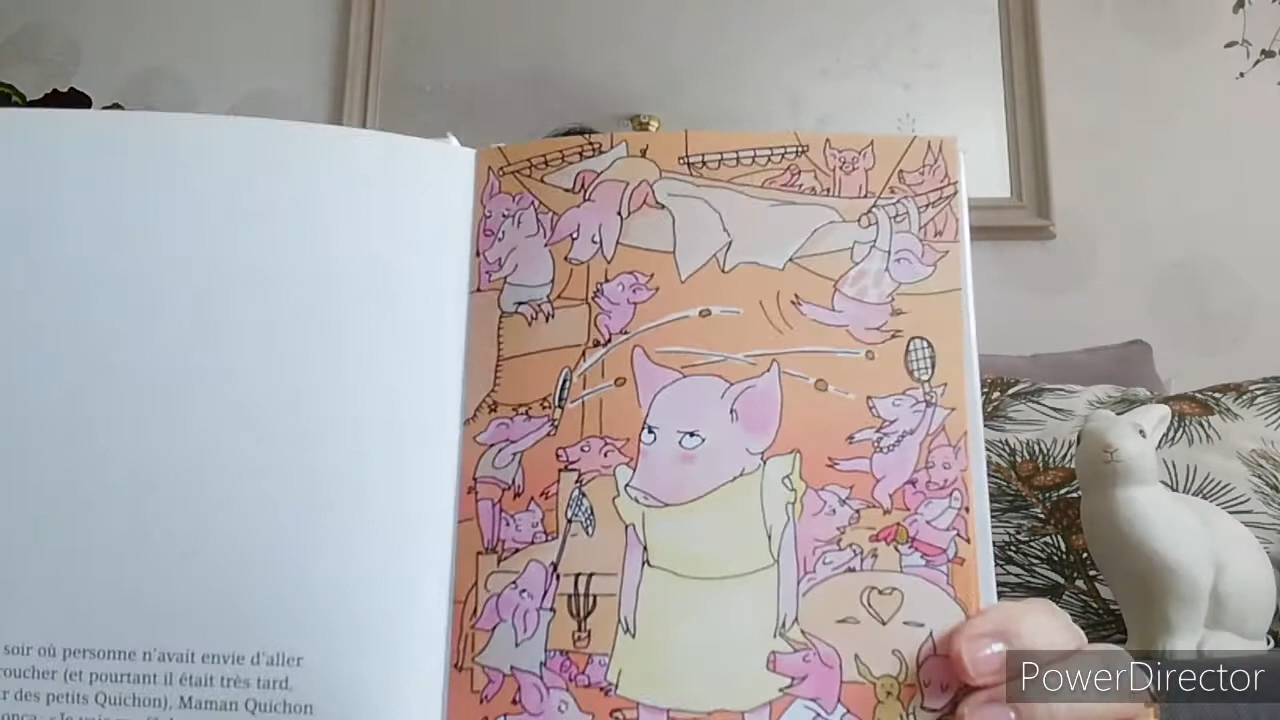 soir où personne n'avait envie d'aller
oucher (et pourtant il était très tard,
r des petits Quichon), Maman Quichon
PowerDirector